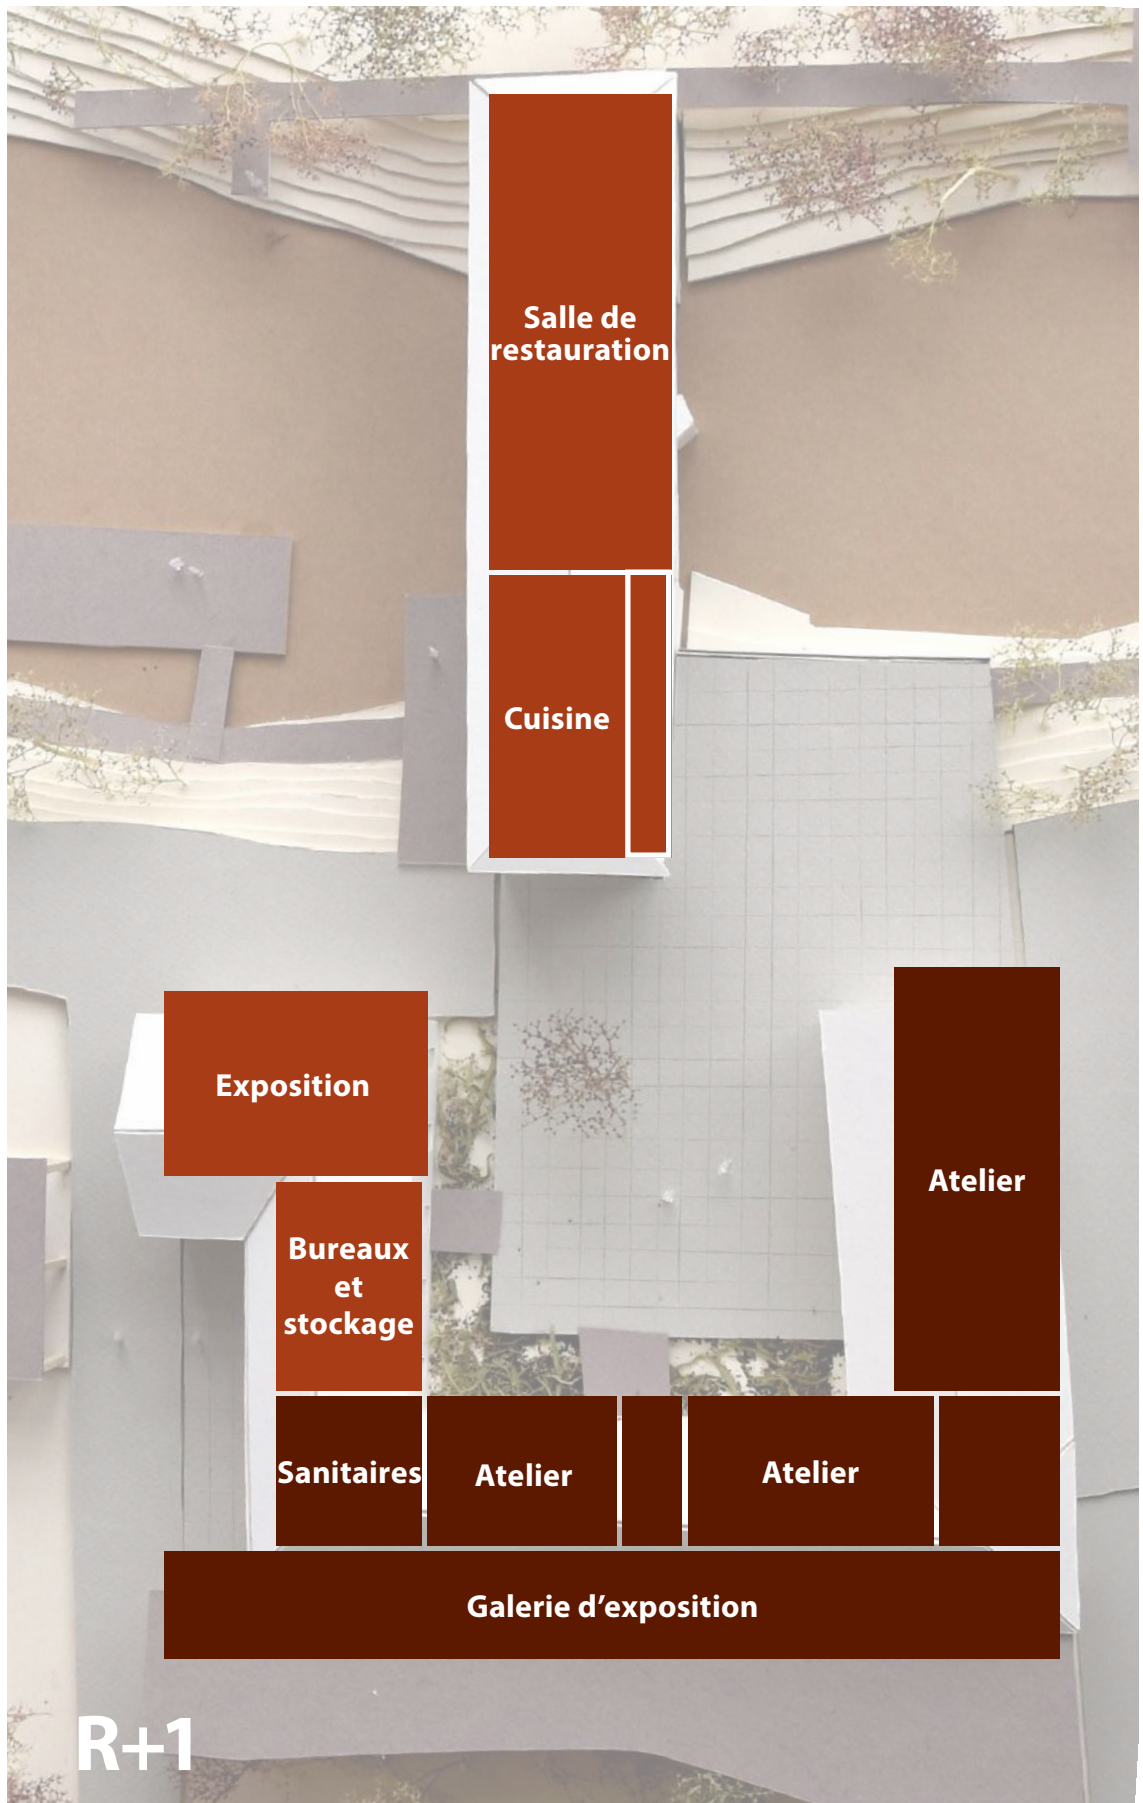 Salle de
restauration
Cuisine
Exposition
Atelier
Bureaux
et
stockage
Sanitaires
Atelier
Atelier
Galerie d’exposition
R+1